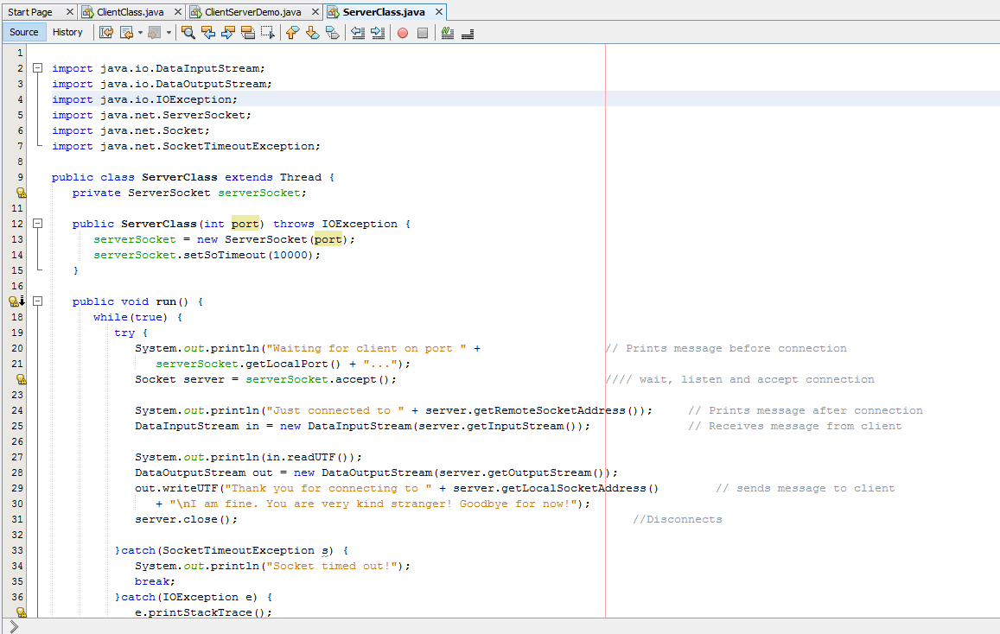 Start Page ClientClass.java ClientServerDemo.java ServerClass.java
Source History
1
2 import java.io.DataInputStream;
3 import java.io.DataOutputStream;
4 import java.io.IOException;
5 import java.net.ServerSocket;
6 import java.net.Socket;
7 import java.net.SocketTimeoutException;
8
9 public class ServerClass extends Thread {
private ServerSocket serverSocket;
11
12 public ServerClass(int port) throws IOException {
13 serverSocket = new ServerSocket(port);
14 serverSocket.setSoTimeout(10000);
15 }
16
public void run() {
18 while(true) {
19 try {
20 System.out.println("Waiting for client on port " + // Prints message before connection
21 serverSocket.getLocalPort() + "...");
Socket server = serverSocket.accept(); //// wait, listen and accept connection
23
24 System.out.println("Just connected to " + server.getRemoteSocketAddress()); // Prints message after connection
25 DataInputStream in = new DataInputStream(server.getInputStream()); // Receives message from client
26
27 System.out.println(in.readUTF());
28 DataOutputStream out = new DataOutputStream(server.getOutputStream());
29 out.writeUTF("Thank you for connecting to " + server.getLocalSocketAddress() // sends message to client
30 + "\nI am fine. You are very kind stranger! Goodbye for now!");
31 server.close(); //Disconnects
32
33 }catch(SocketTimeoutException s) {
34 System.out.println("Socket timed out!");
35 break;
36 }catch(IOException e) {
e.printStackTrace();